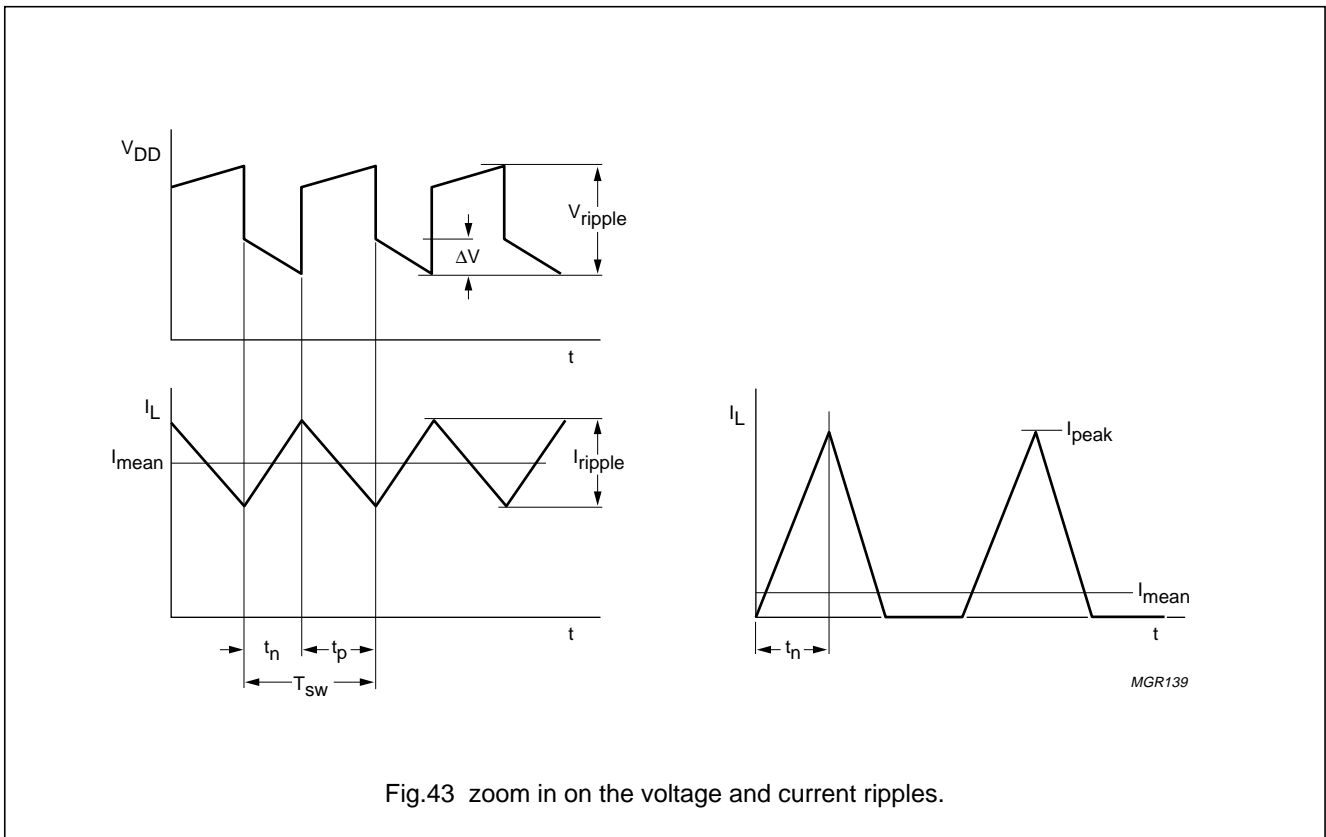 V_DD
V_ripple
ΔV
t
I_L
I_mean
I_ripple
t
t_n
t_p
T_sw
I_L
I_peak
I_mean
t
t_n
MGR139
Fig.43 zoom in on the voltage and current ripples.